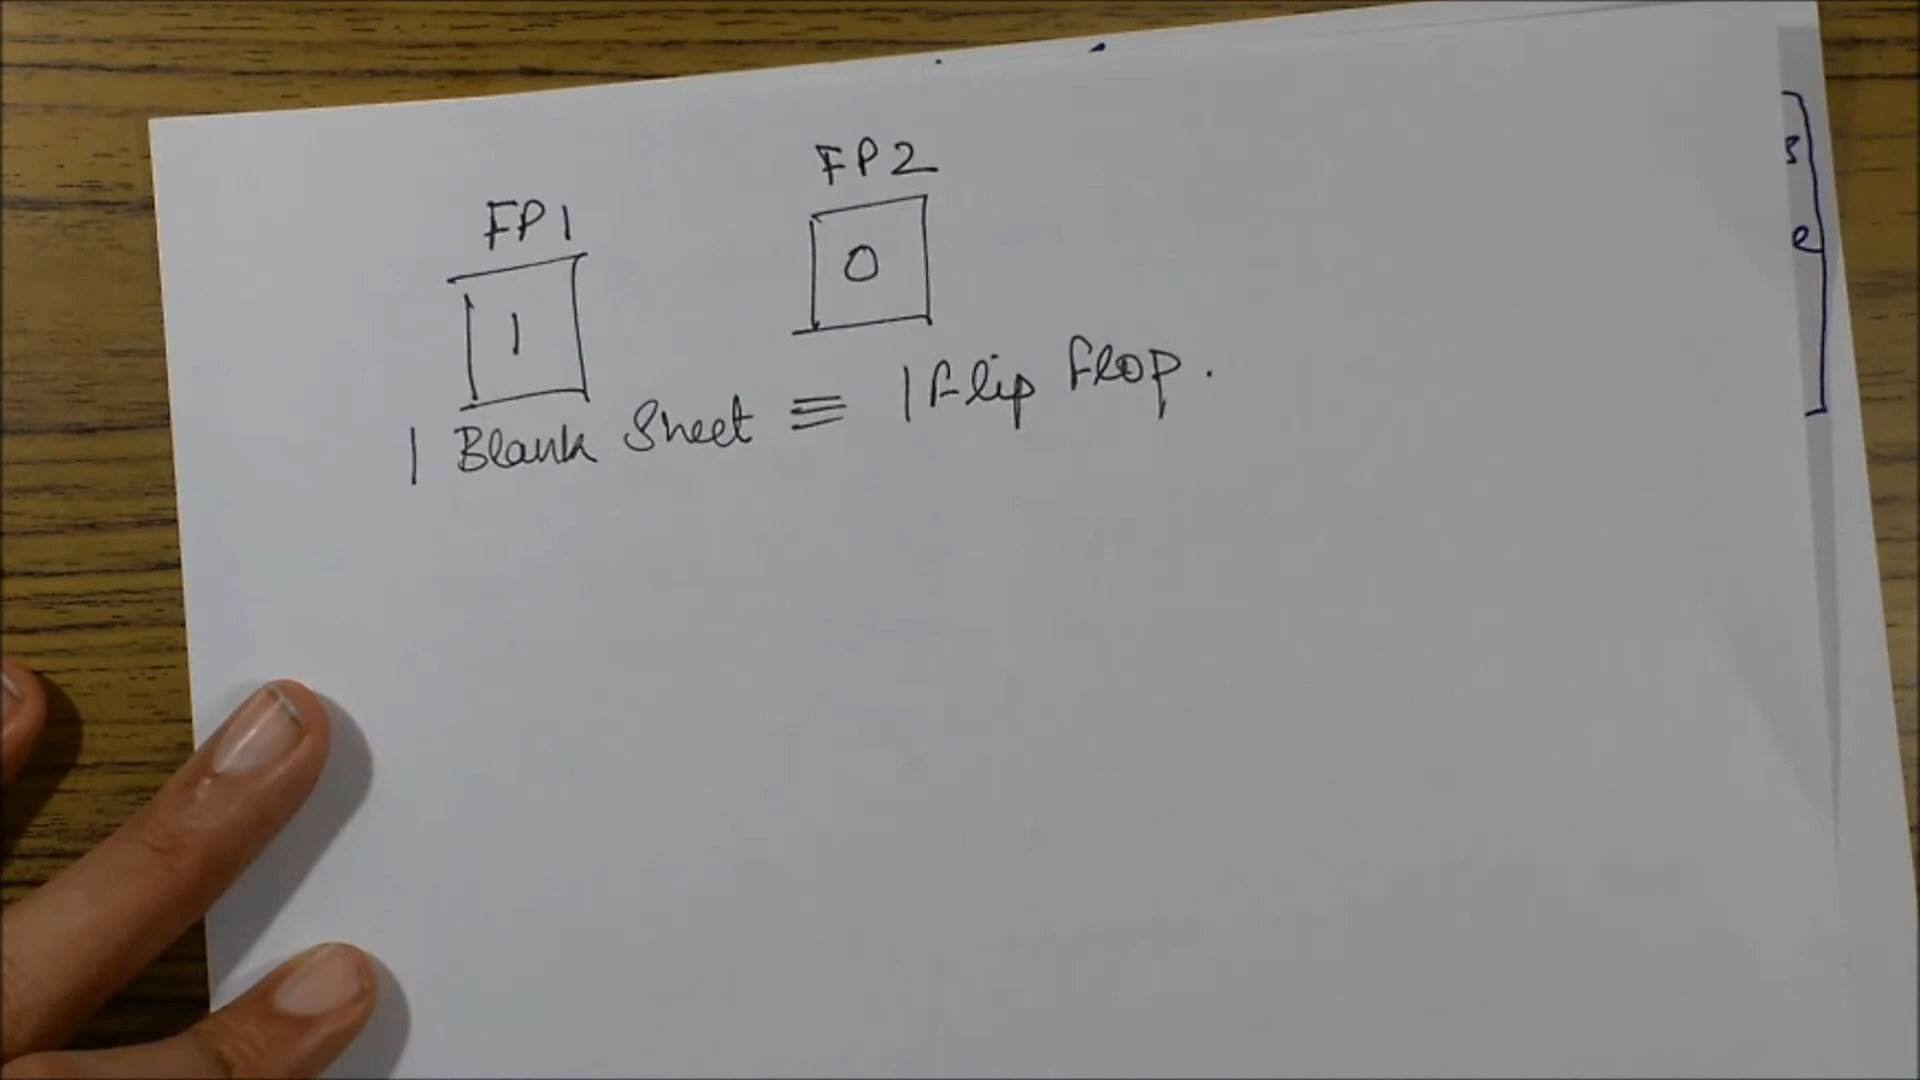 FP1 FP2
1 0
1 Blank Sheet ≡ 1 Flip Flop.
s
e